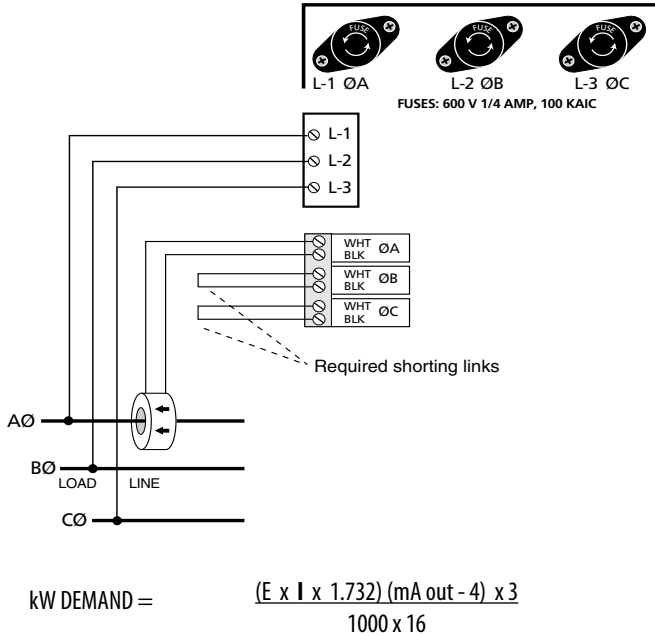 FUSE FUSE FUSE
L-1 ØA L-2 ØB L-3 ØC
FUSES: 600 V 1/4 AMP, 100 KAIC
L-1
L-2
L-3
WHT ØA
BLK
WHT ØB
BLK
WHT ØC
BLK
Required shorting links
AØ
BØ
LOAD LINE
CØ
kW DEMAND = (E x I x 1.732) (mA out - 4) x 3
1000 x 16